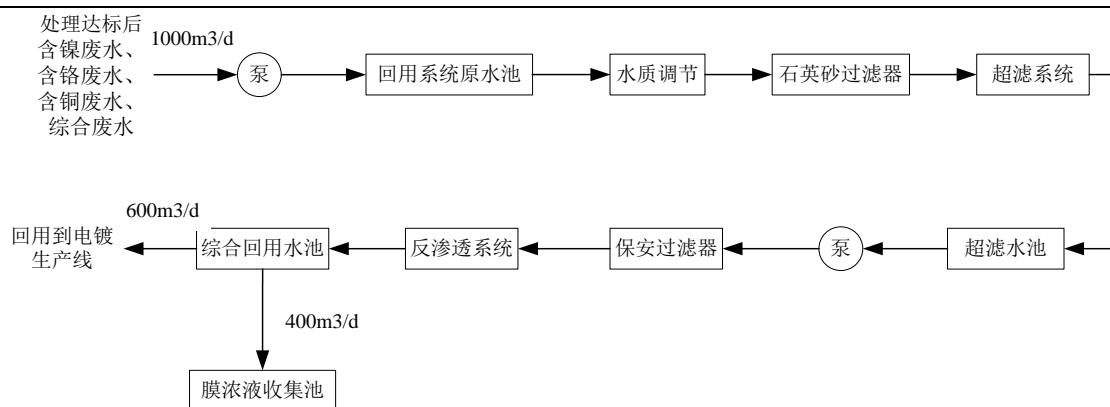 处理达标后
含镍废水、
含铬废水、
含铜废水、
综合废水
1000m3/d
泵
回用系统原水池
水质调节
石英砂过滤器
超滤系统
600m3/d
回用到电镀
生产线
综合回用水池
反渗透系统
保安过滤器
泵
超滤水池
400m3/d
膜浓液收集池